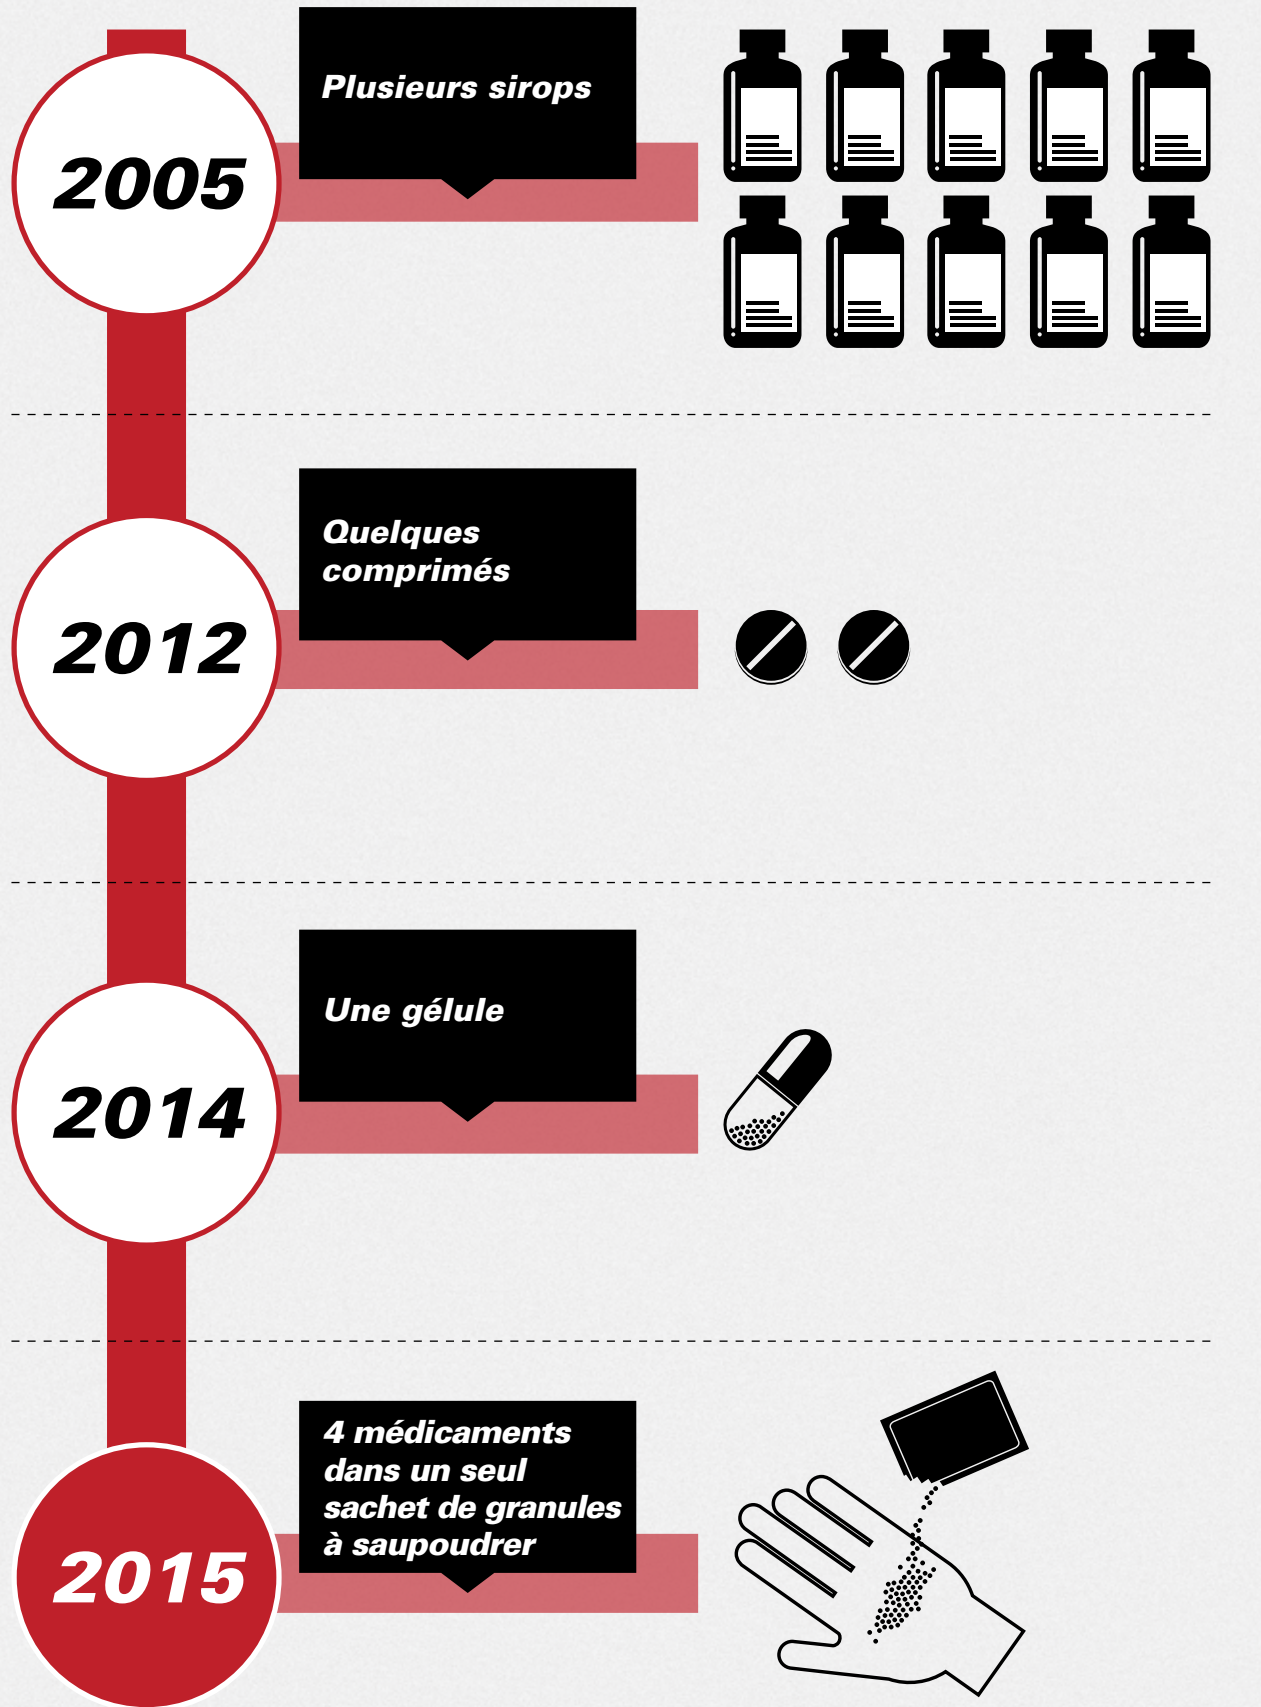 2005
Plusieurs sirops
2012
Quelques
comprimés
2014
Une gélule
2015
4 médicaments
dans un seul
sachet de granules
à saupoudrer